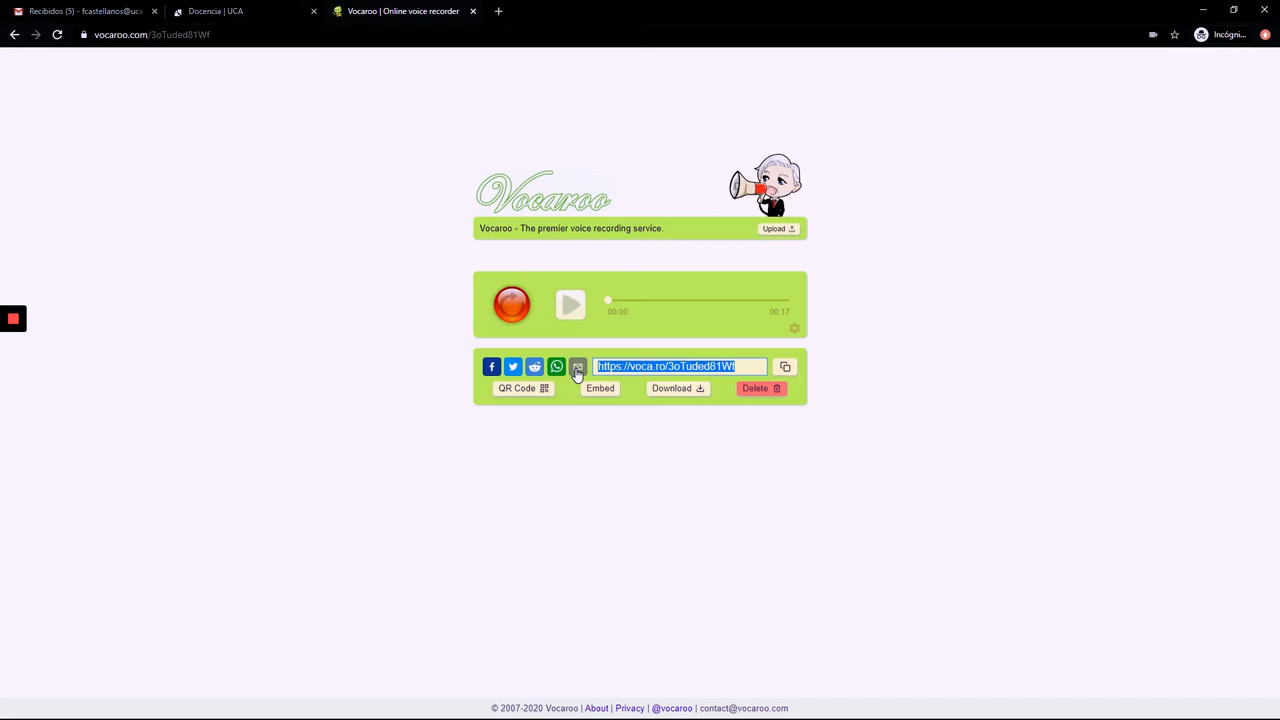 Recibidos (5) - fcastellanos@uca
Docencia | UCA
Vocaroo | Online voice recorder
vocaroo.com/3oTuded81Wf
Incógni...
Vocaroo
Vocaroo - The premier voice recording service.
Upload
00:00
00:17
https://voca.ro/3oTuded81Wf
QR Code
Embed
Download
Delete
© 2007-2020 Vocaroo | About | Privacy | @vocaroo | contact@vocaroo.com